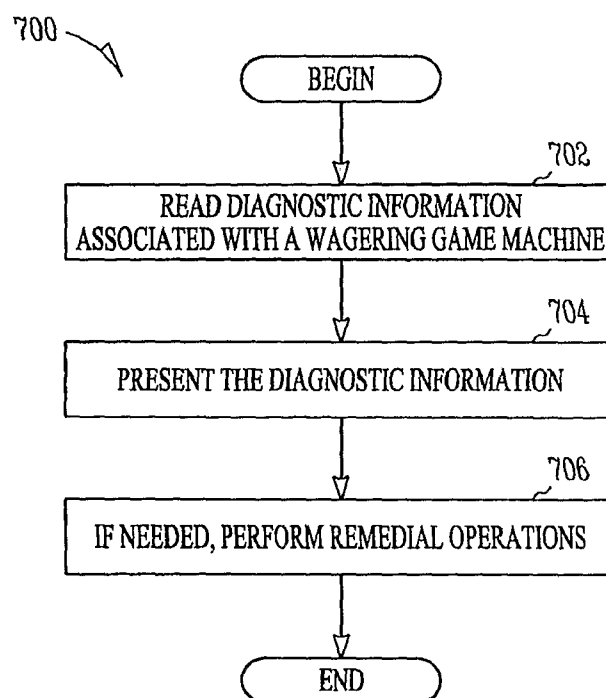 700
BEGIN
702
READ DIAGNOSTIC INFORMATION
ASSOCIATED WITH A WAGERING GAME MACHINE
704
PRESENT THE DIAGNOSTIC INFORMATION
706
IF NEEDED, PERFORM REMEDIAL OPERATIONS
END